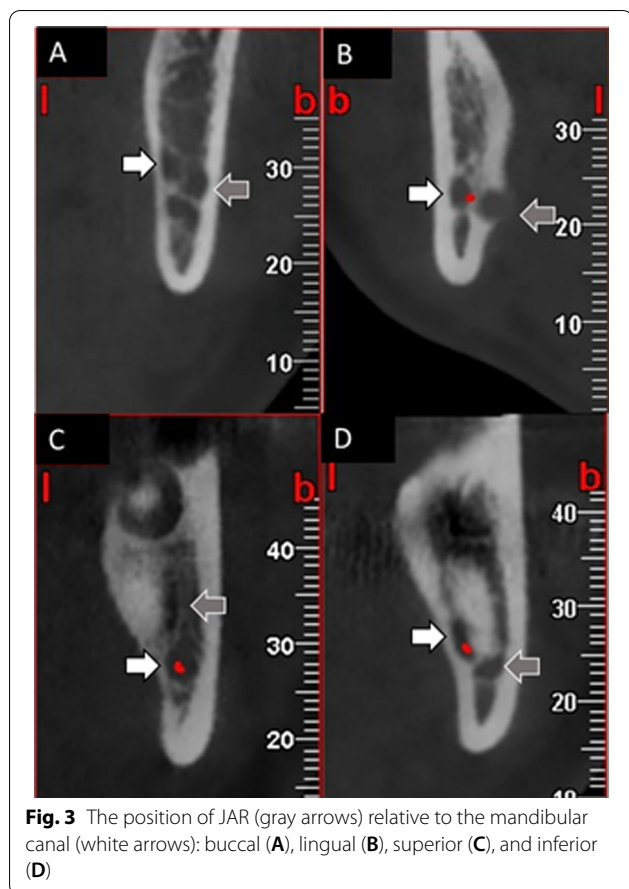 A
l
b
30
20
10
B
b
l
30
20
10
C
l
b
40
30
20
D
l
b
40
30
20
Fig. 3 The position of JAR (gray arrows) relative to the mandibular
canal (white arrows): buccal (A), lingual (B), superior (C), and inferior
(D)